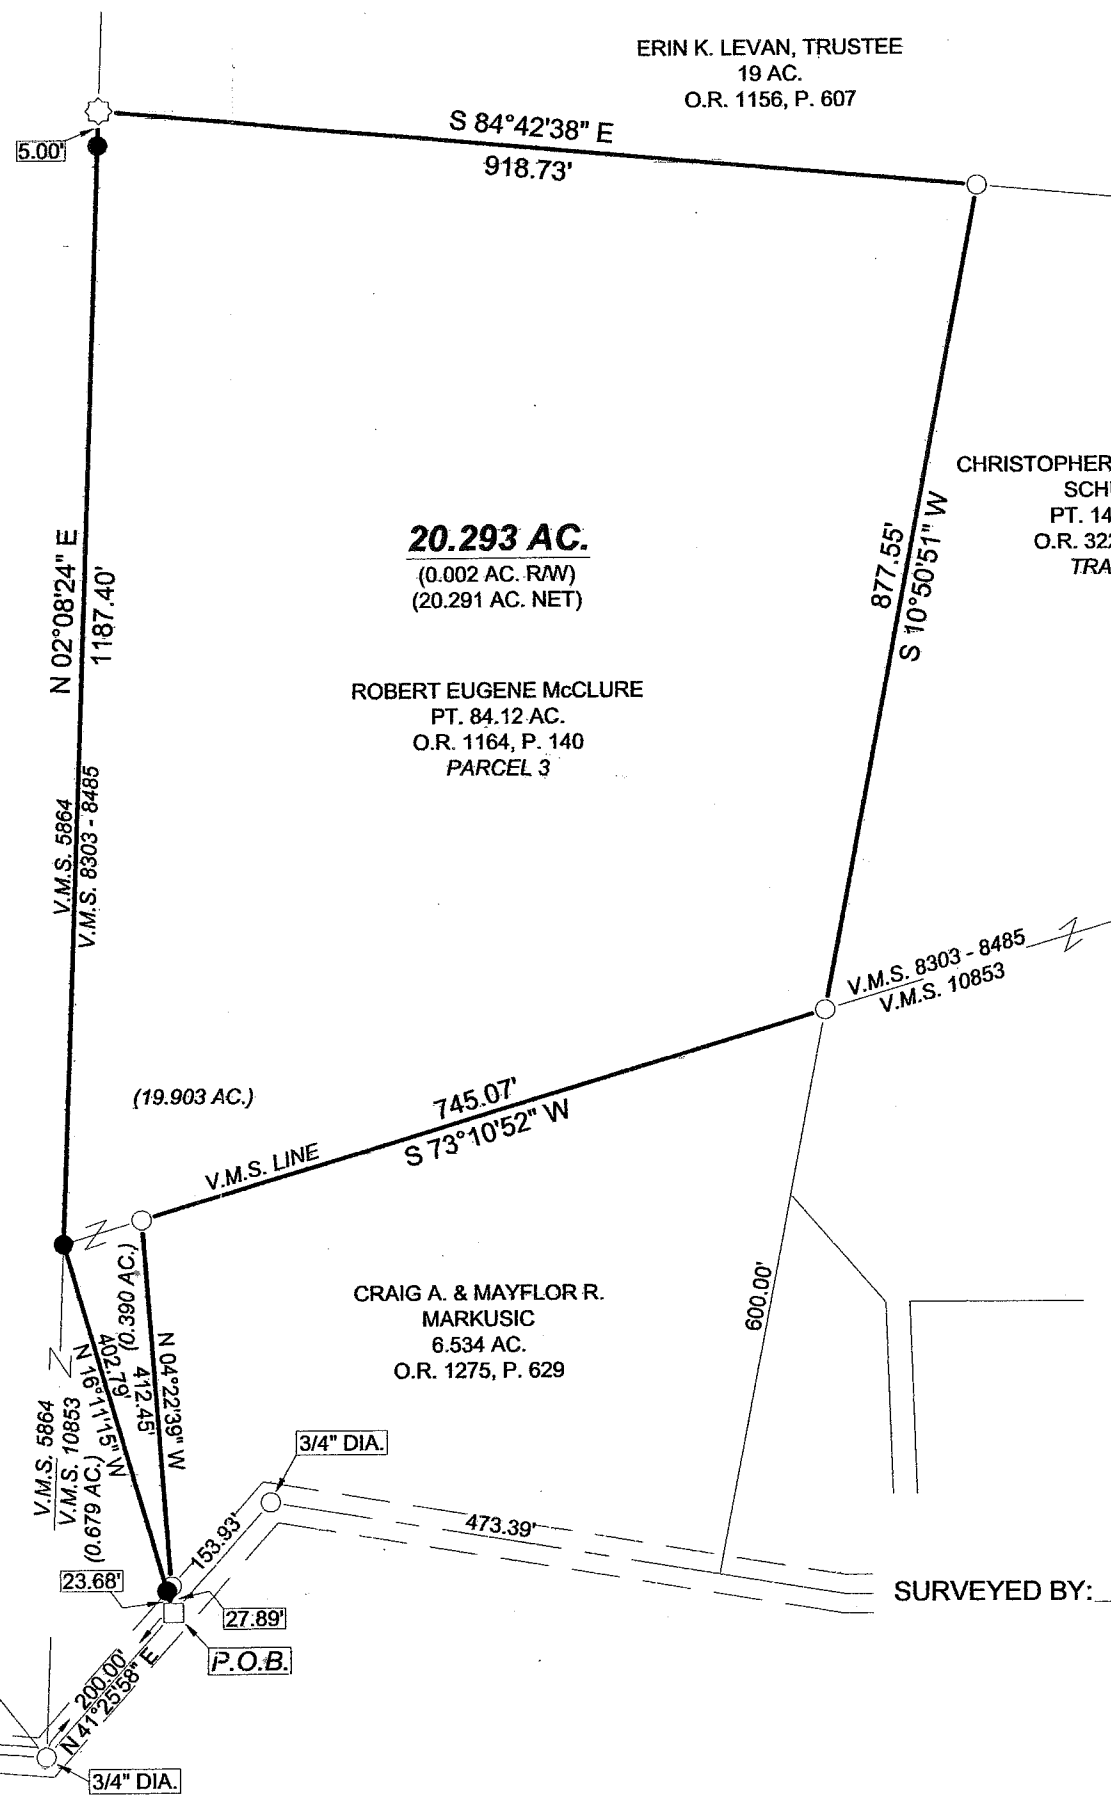 ERIN K. LEVAN, TRUSTEE
19 AC.
O.R. 1156, P. 607
S 84°42'38" E
918.73'
5.00'
N 02°08'24" E
1187.40'
20.293 AC.
(0.002 AC. R/W)
(20.291 AC. NET)
ROBERT EUGENE McCLURE
PT. 84.12 AC.
O.R. 1164, P. 140
PARCEL 3
877.55'
S 10°50'51" W
CHRISTOPHER
SCH
PT. 14
O.R. 322
TRA
V.M.S. 5864
V.M.S. 8303 - 8485
V.M.S. 8303 - 8485
V.M.S. 10853
(19.903 AC.)
745.07'
S 73°10'52" W
V.M.S. LINE
(0.390 AC.)
N 04°22'39" W
412.45'
402.79'
N 16°11'15" W
CRAIG A. & MAYFLOR R.
MARKUSIC
6.534 AC.
O.R. 1275, P. 629
600.00'
V.M.S. 5864
V.M.S. 10853
(0.679 AC.)
3/4" DIA.
153.93'
473.39'
23.68'
27.89'
P.O.B.
SURVEYED BY:
200.00'
N 41°25'58" E
3/4" DIA.